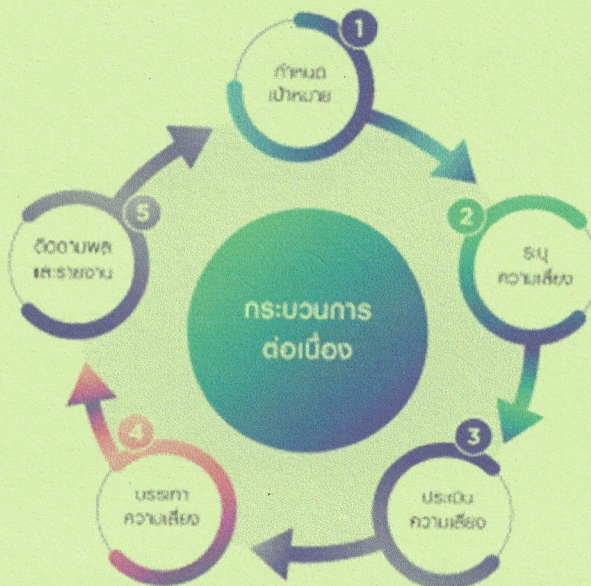 1
กำหนด
เป้าหมาย
2
ระบุ
ความเสี่ยง
3
ประเมิน
ความเสี่ยง
4
บรรเทา
ความเสี่ยง
5
ติดตามผล
และรายงาน
กระบวนการ
ต่อเนื่อง